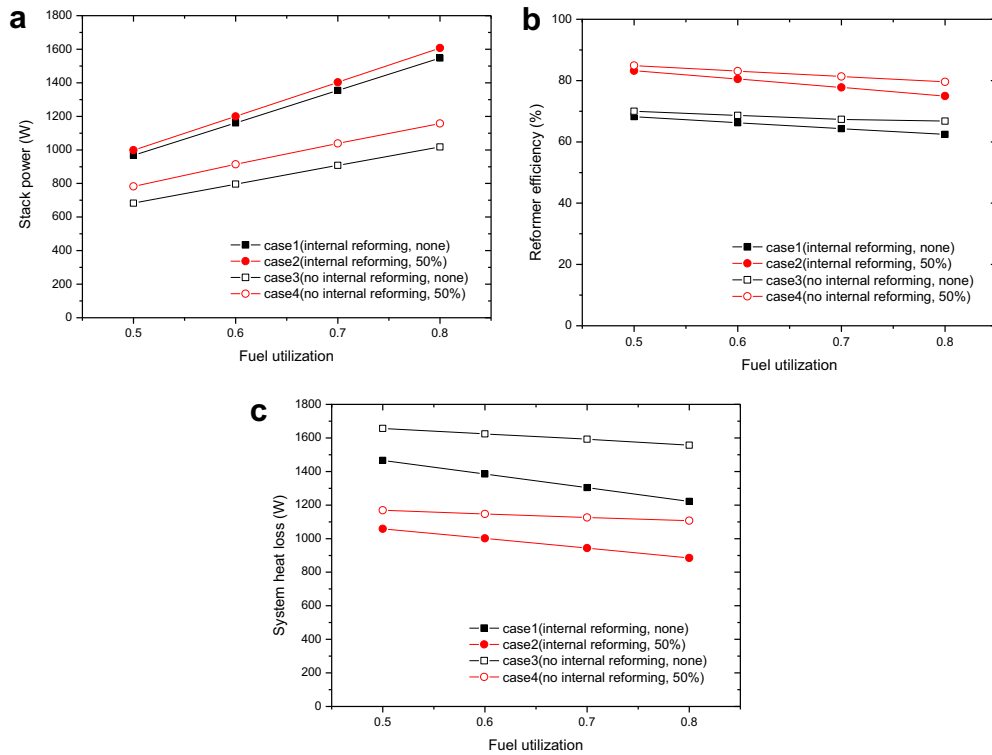 a
1800
1600
1400
1200
1000
800
600
400
200
0
Stack power (W)
0.5 0.6 0.7 0.8
Fuel utilization
case1(internal reforming, none)
case2(internal reforming, 50%)
case3(no internal reforming, none)
case4(no internal reforming, 50%)
b
100
80
60
40
20
0
Reformer efficiency (%)
0.5 0.6 0.7 0.8
Fuel utilization
case1(internal reforming, none)
case2(internal reforming, 50%)
case3(no internal reforming, none)
case4(no internal reforming, 50%)
c
1800
1600
1400
1200
1000
800
600
400
200
0
System heat loss (W)
0.5 0.6 0.7 0.8
Fuel utilization
case1(internal reforming, none)
case2(internal reforming, 50%)
case3(no internal reforming, none)
case4(no internal reforming, 50%)